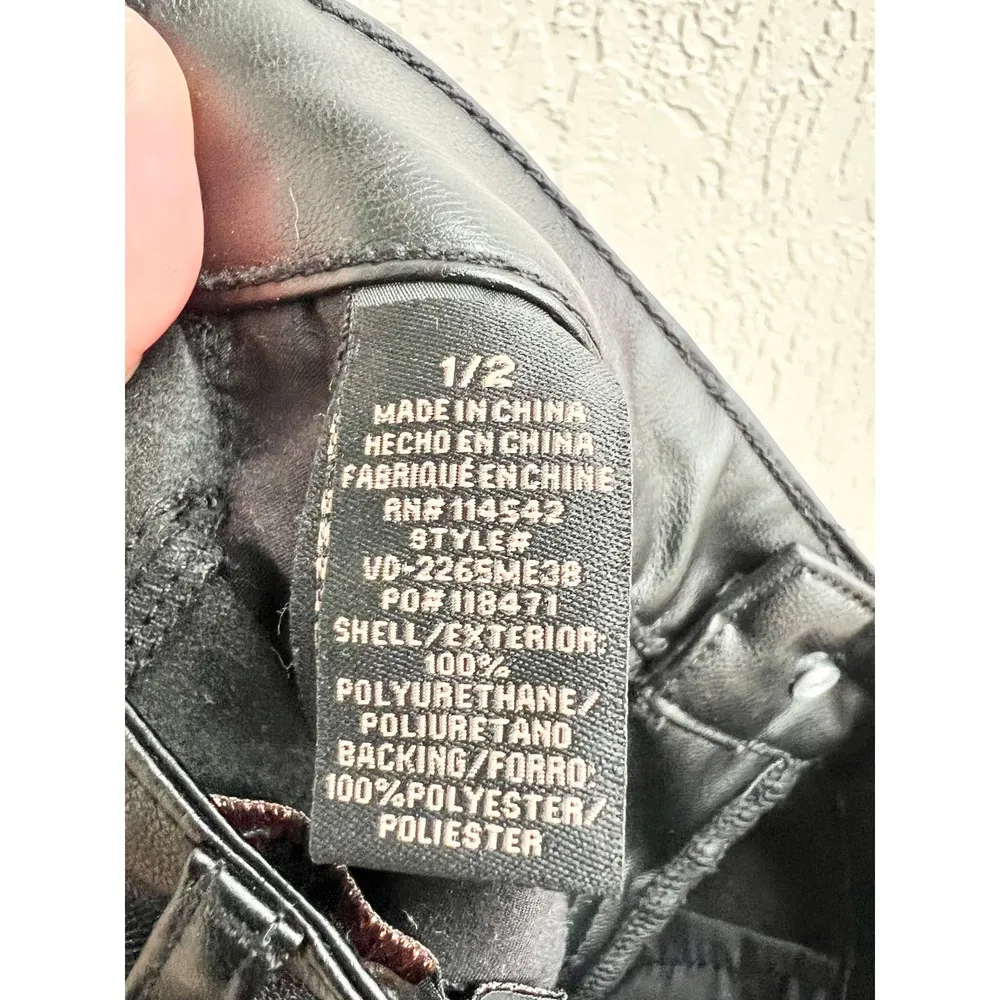 1/2
MADE IN CHINA
HECHO EN CHINA
FABRIQUÉ EN CHINE
RN# 114542
STYLE#
VD-2265ME38
PO# 118471
SHELL/EXTERIOR:
100%
POLYURETHANE/
POLIURETANO
BACKING/FORRO:
100% POLYESTER/
POLIESTER